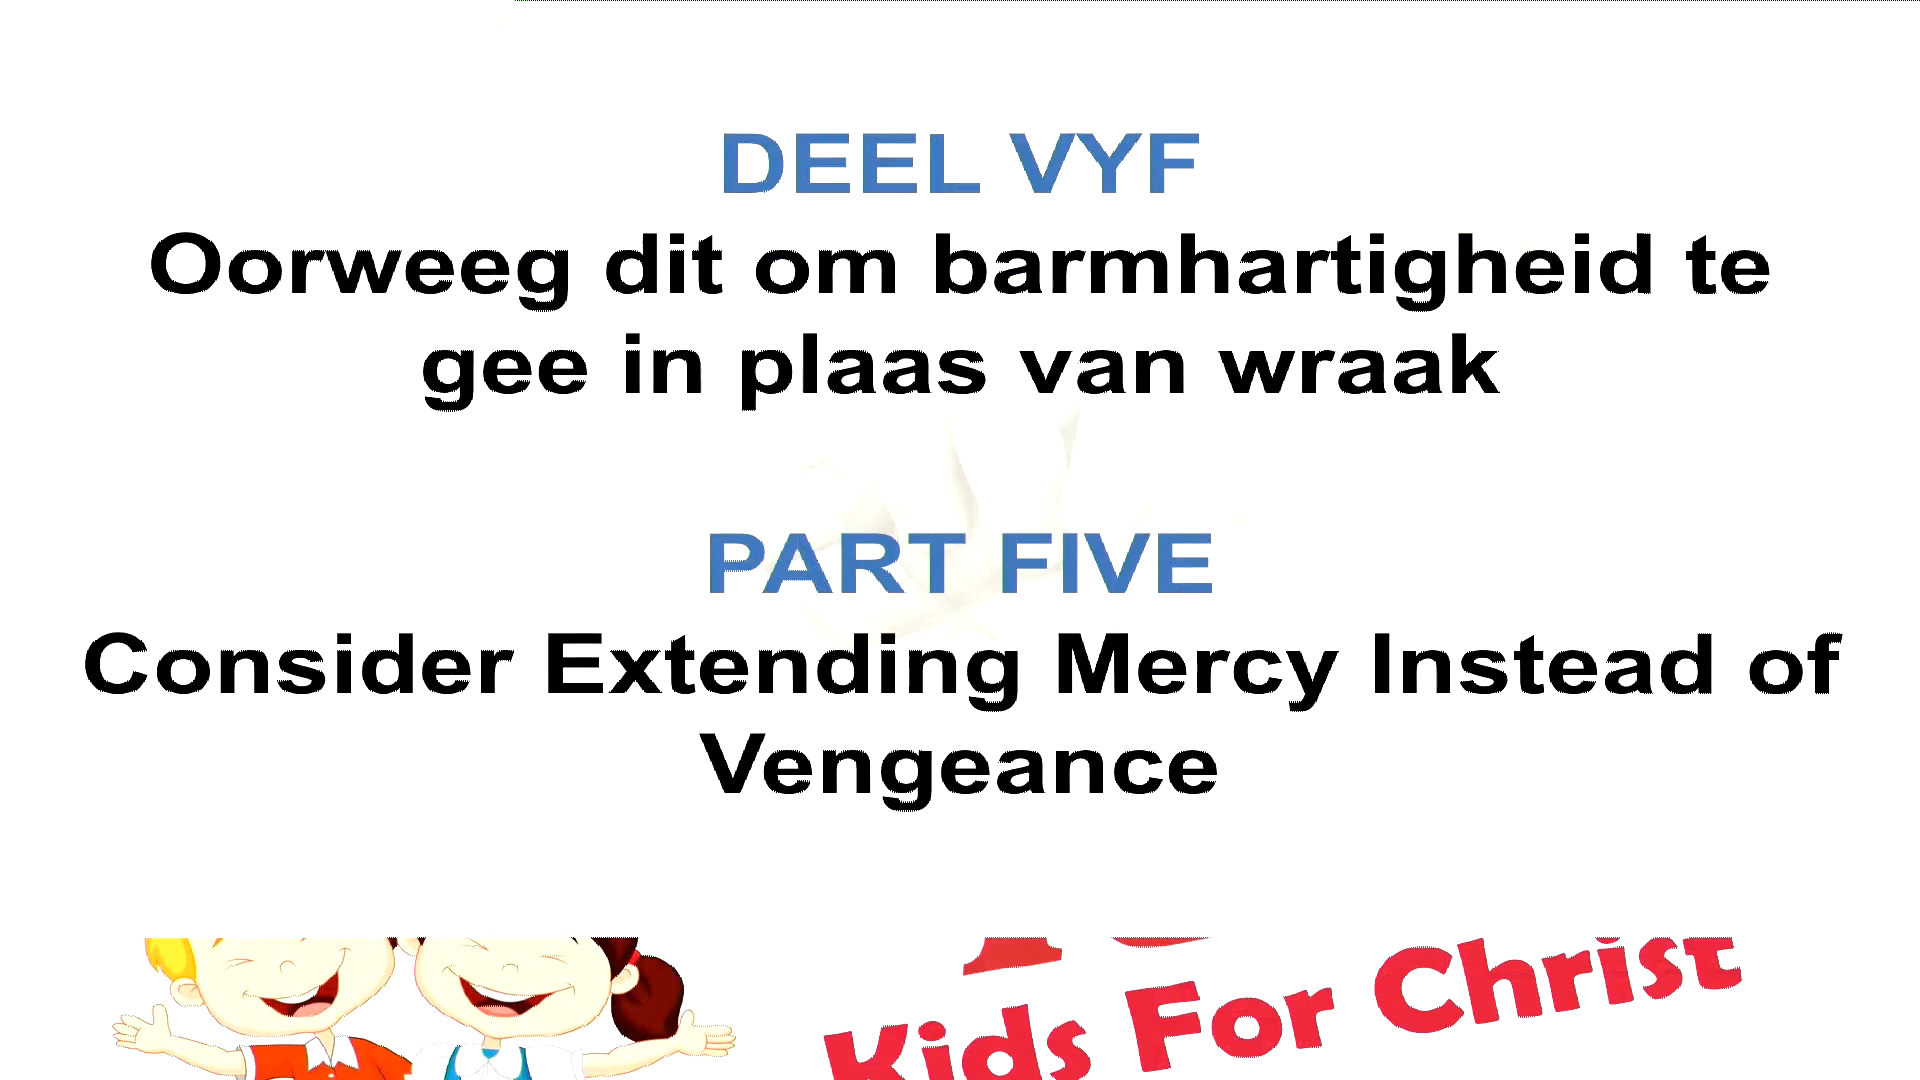 DEEL VYF
Oorweeg dit om barmhartigheid te
gee in plaas van wraak
PART FIVE
Consider Extending Mercy Instead of
Vengeance
Kids For Christ